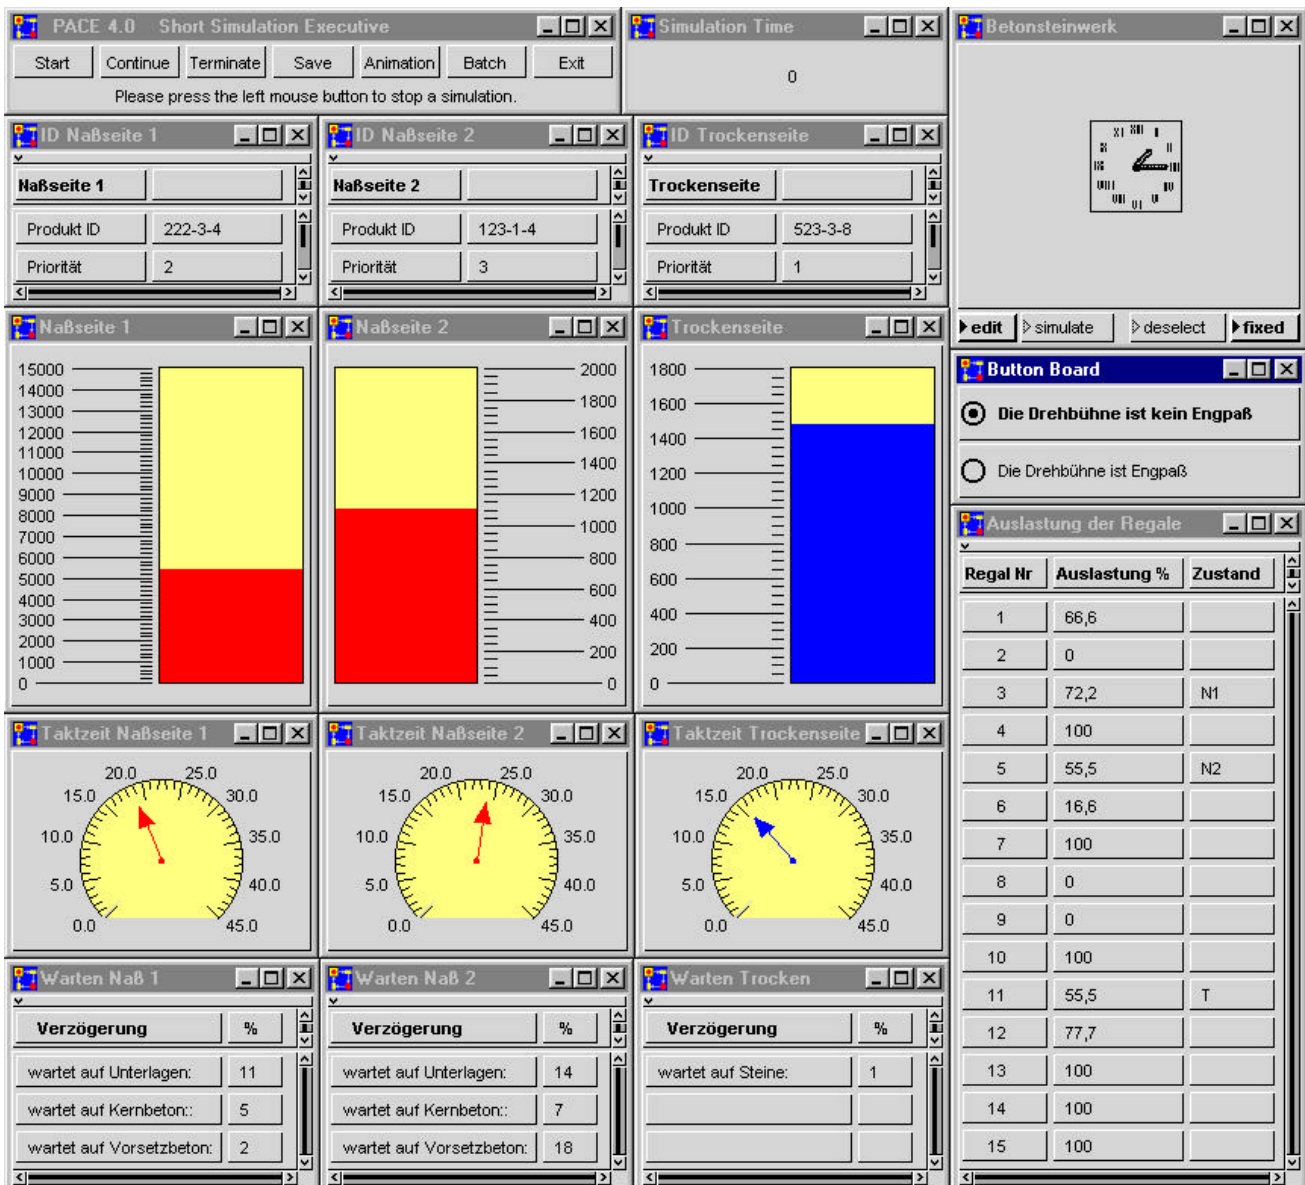 PACE 4.0 Short Simulation Executive
Start Continue Terminate Save Animation Batch Exit
Please press the left mouse button to stop a simulation.
Simulation Time
0
Betonsteinwerk
XII I II III IV V VI VII VIII IX X XI
edit simulate deselect fixed
ID Naßseite 1
Naßseite 1
Produkt ID 222-3-4
Priorität 2
ID Naßseite 2
Naßseite 2
Produkt ID 123-1-4
Priorität 3
ID Trockenseite
Trockenseite
Produkt ID 523-3-8
Priorität 1
Naßseite 1
15000
14000
13000
12000
11000
10000
9000
8000
7000
6000
5000
4000
3000
2000
1000
0
Naßseite 2
2000
1800
1600
1400
1200
1000
800
600
400
200
0
Trockenseite
1800
1600
1400
1200
1000
800
600
400
200
0
Button Board
Die Drehbühne ist kein Engpaß
Die Drehbühne ist Engpaß
Auslastung der Regale
Regal Nr Auslastung % Zustand
1 66,6
2 0
3 72,2 N1
4 100
5 55,5 N2
6 16,6
7 100
8 0
9 0
10 100
11 55,5 T
12 77,7
13 100
14 100
15 100
Taktzeit Naßseite 1
0.0 5.0 10.0 15.0 20.0 25.0 30.0 35.0 40.0 45.0
Taktzeit Naßseite 2
0.0 5.0 10.0 15.0 20.0 25.0 30.0 35.0 40.0 45.0
Taktzeit Trockenseite
0.0 5.0 10.0 15.0 20.0 25.0 30.0 35.0 40.0 45.0
Warten Naß 1
Verzögerung %
wartet auf Unterlagen: 11
wartet auf Kernbeton:: 5
wartet auf Vorsetzbeton: 2
Warten Naß 2
Verzögerung %
wartet auf Unterlagen: 14
wartet auf Kernbeton:: 7
wartet auf Vorsetzbeton: 18
Warten Trocken
Verzögerung %
wartet auf Steine: 1